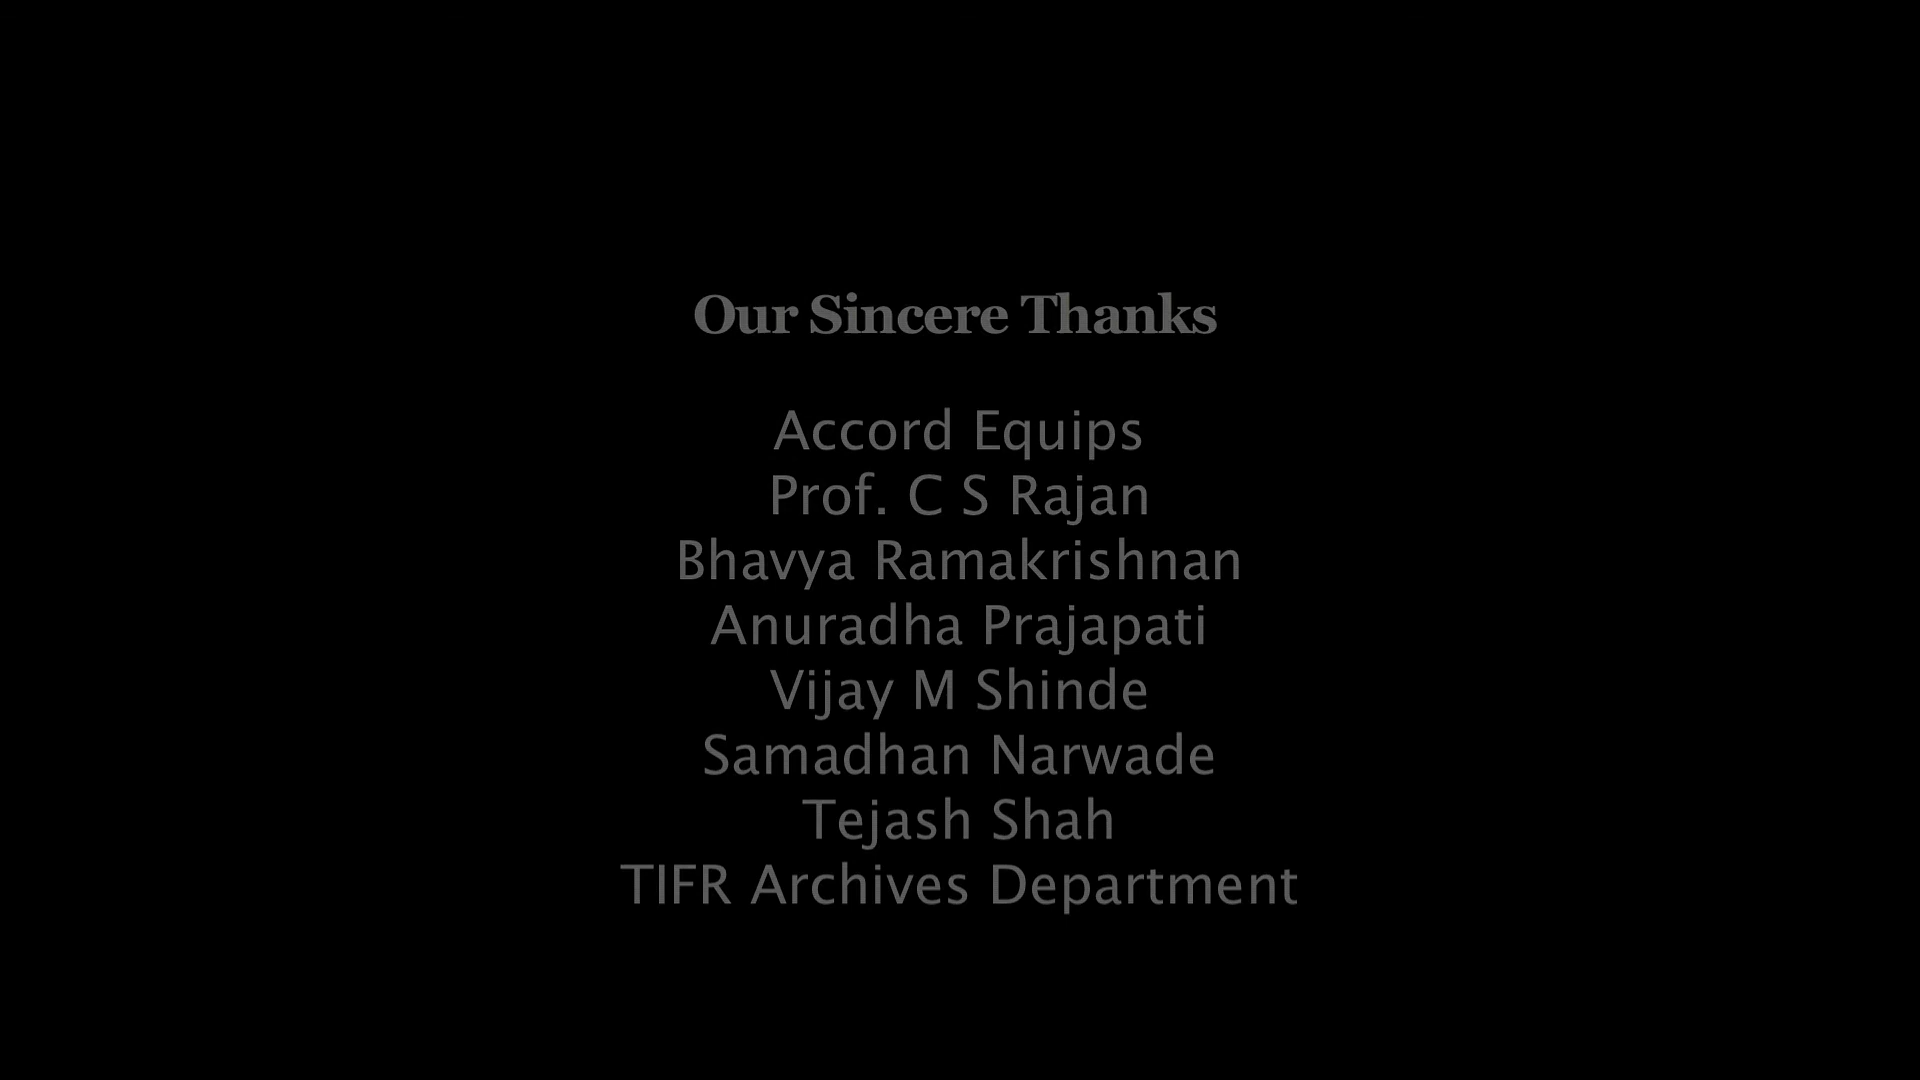 Our Sincere Thanks
Accord Equips
Prof. C S Rajan
Bhavya Ramakrishnan
Anuradha Prajapati
Vijay M Shinde
Samadhan Narwade
Tejash Shah
TIFR Archives Department